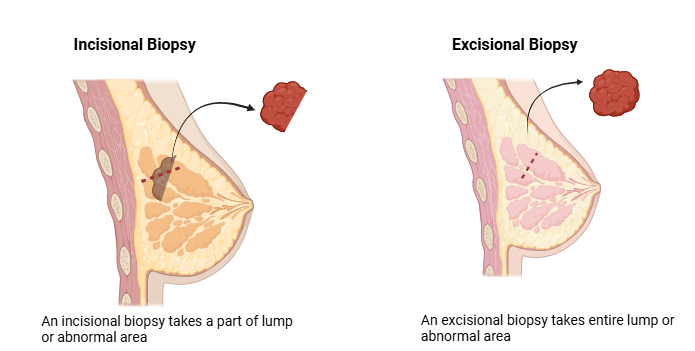 Incisional Biopsy
Excisional Biopsy
An incisional biopsy takes a part of lump
or abnormal area
An excisional biopsy takes entire lump or
abnormal area